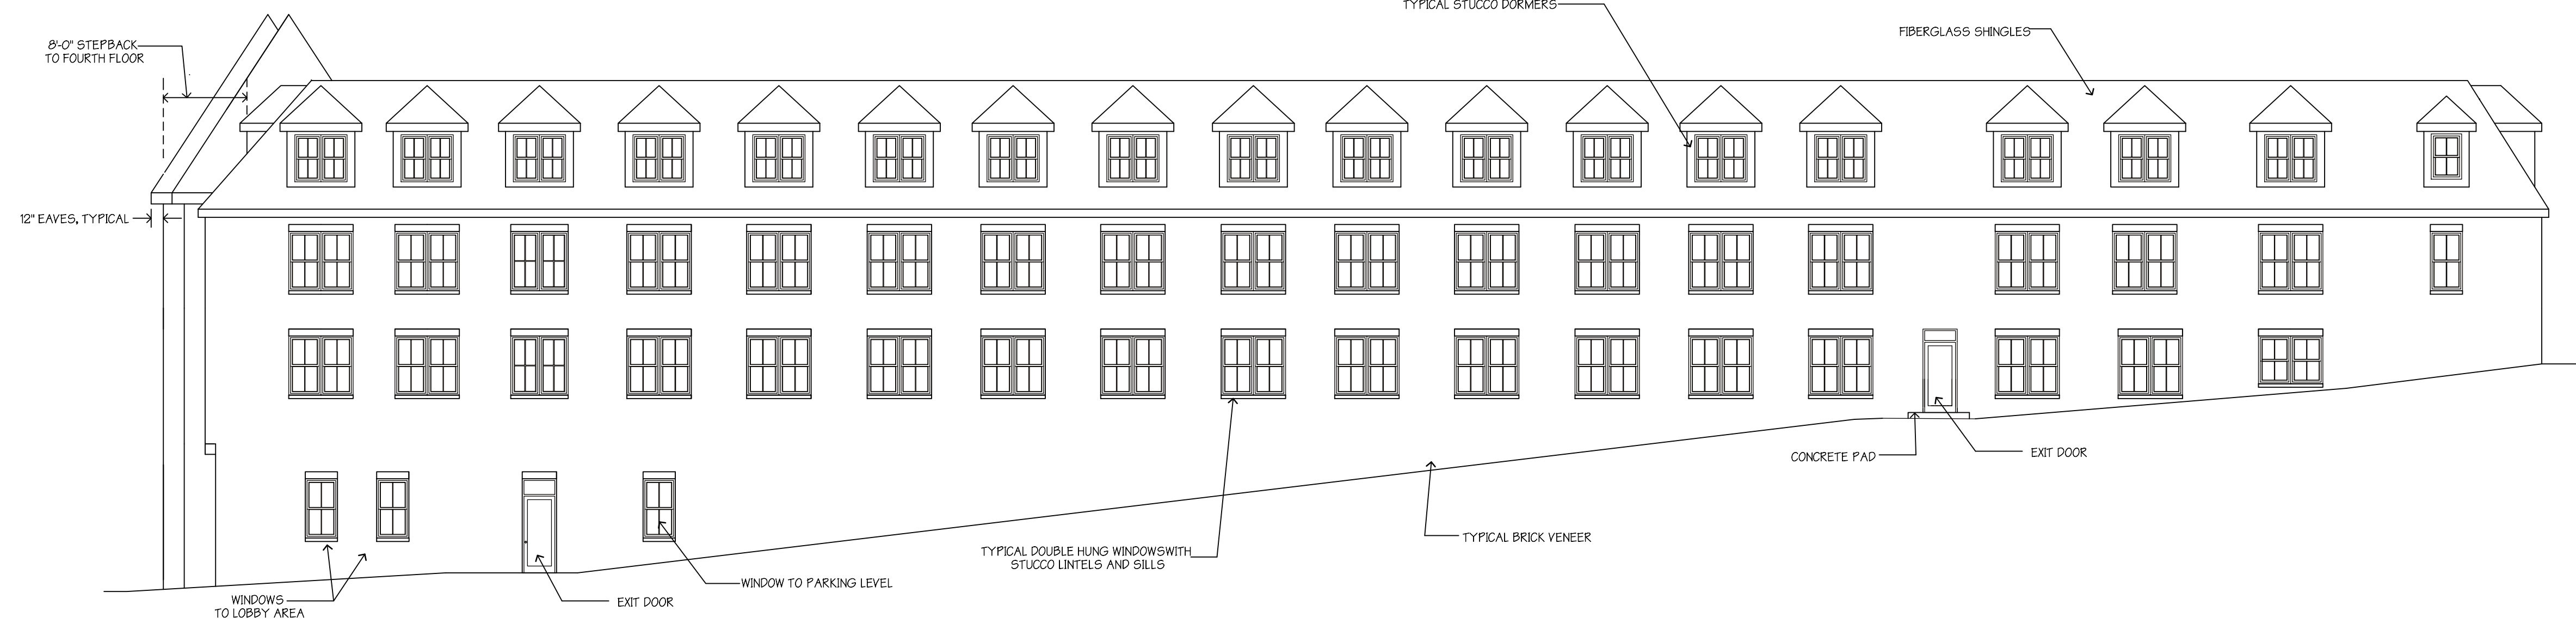 TYPICAL STUCCO DORMERS
FIBERGLASS SHINGLES
8'-0" STEPBACK
TO FOURTH FLOOR
12" EAVES, TYPICAL
CONCRETE PAD
EXIT DOOR
TYPICAL BRICK VENEER
TYPICAL DOUBLE HUNG WINDOWSWITH
STUCCO LINTELS AND SILLS
WINDOW TO PARKING LEVEL
EXIT DOOR
WINDOWS
TO LOBBY AREA